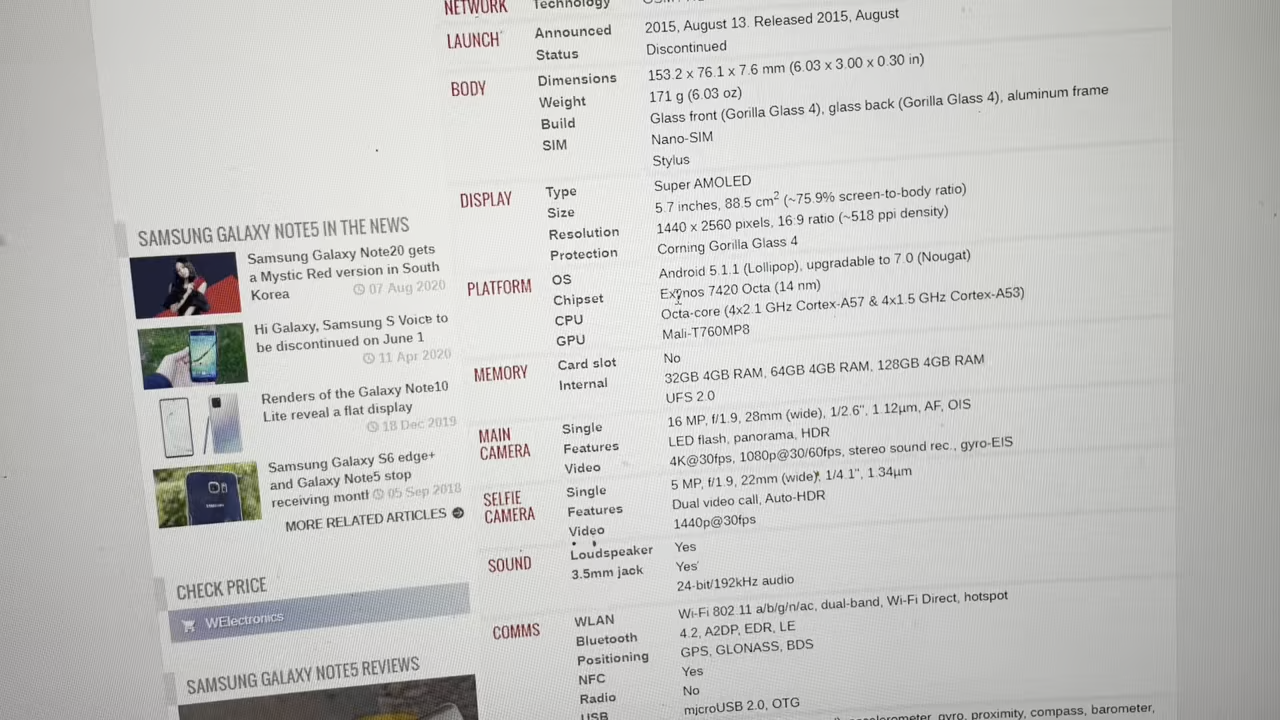 NETWORK Technology
LAUNCH Announced 2015, August 13. Released 2015, August
Status Discontinued
BODY Dimensions 153.2 x 76.1 x 7.6 mm (6.03 x 3.00 x 0.30 in)
Weight 171 g (6.03 oz)
Build Glass front (Gorilla Glass 4), glass back (Gorilla Glass 4), aluminum frame
SIM Nano-SIM
Stylus
DISPLAY Type Super AMOLED
Size 5.7 inches, 88.5 cm2 (~75.9% screen-to-body ratio)
Resolution 1440 x 2560 pixels, 16:9 ratio (~518 ppi density)
Protection Corning Gorilla Glass 4
PLATFORM OS Android 5.1.1 (Lollipop), upgradable to 7.0 (Nougat)
Chipset Exynos 7420 Octa (14 nm)
CPU Octa-core (4x2.1 GHz Cortex-A57 & 4x1.5 GHz Cortex-A53)
GPU Mali-T760MP8
MEMORY Card slot No
Internal 32GB 4GB RAM, 64GB 4GB RAM, 128GB 4GB RAM
UFS 2.0
MAIN CAMERA Single 16 MP, f/1.9, 28mm (wide), 1/2.6", 1.12µm, AF, OIS
Features LED flash, panorama, HDR
Video 4K@30fps, 1080p@30/60fps, stereo sound rec., gyro-EIS
SELFIE CAMERA Single 5 MP, f/1.9, 22mm (wide), 1/4.1", 1.34µm
Features Dual video call, Auto-HDR
Video 1440p@30fps
SOUND Loudspeaker Yes
3.5mm jack Yes
24-bit/192kHz audio
COMMS WLAN Wi-Fi 802.11 a/b/g/n/ac, dual-band, Wi-Fi Direct, hotspot
Bluetooth 4.2, A2DP, EDR, LE
Positioning GPS, GLONASS, BDS
NFC Yes
Radio No
USB microUSB 2.0, OTG
gyro, proximity, compass, barometer,
SAMSUNG GALAXY NOTE5 IN THE NEWS
Samsung Galaxy Note20 gets
a Mystic Red version in South
Korea 07 Aug 2020
Hi Galaxy, Samsung S Voice to
be discontinued on June 1
11 Apr 2020
Renders of the Galaxy Note10
Lite reveal a flat display
18 Dec 2019
Samsung Galaxy S6 edge+
and Galaxy Note5 stop
receiving month 05 Sep 2018
MORE RELATED ARTICLES
CHECK PRICE
WElectronics
SAMSUNG GALAXY NOTE5 REVIEWS